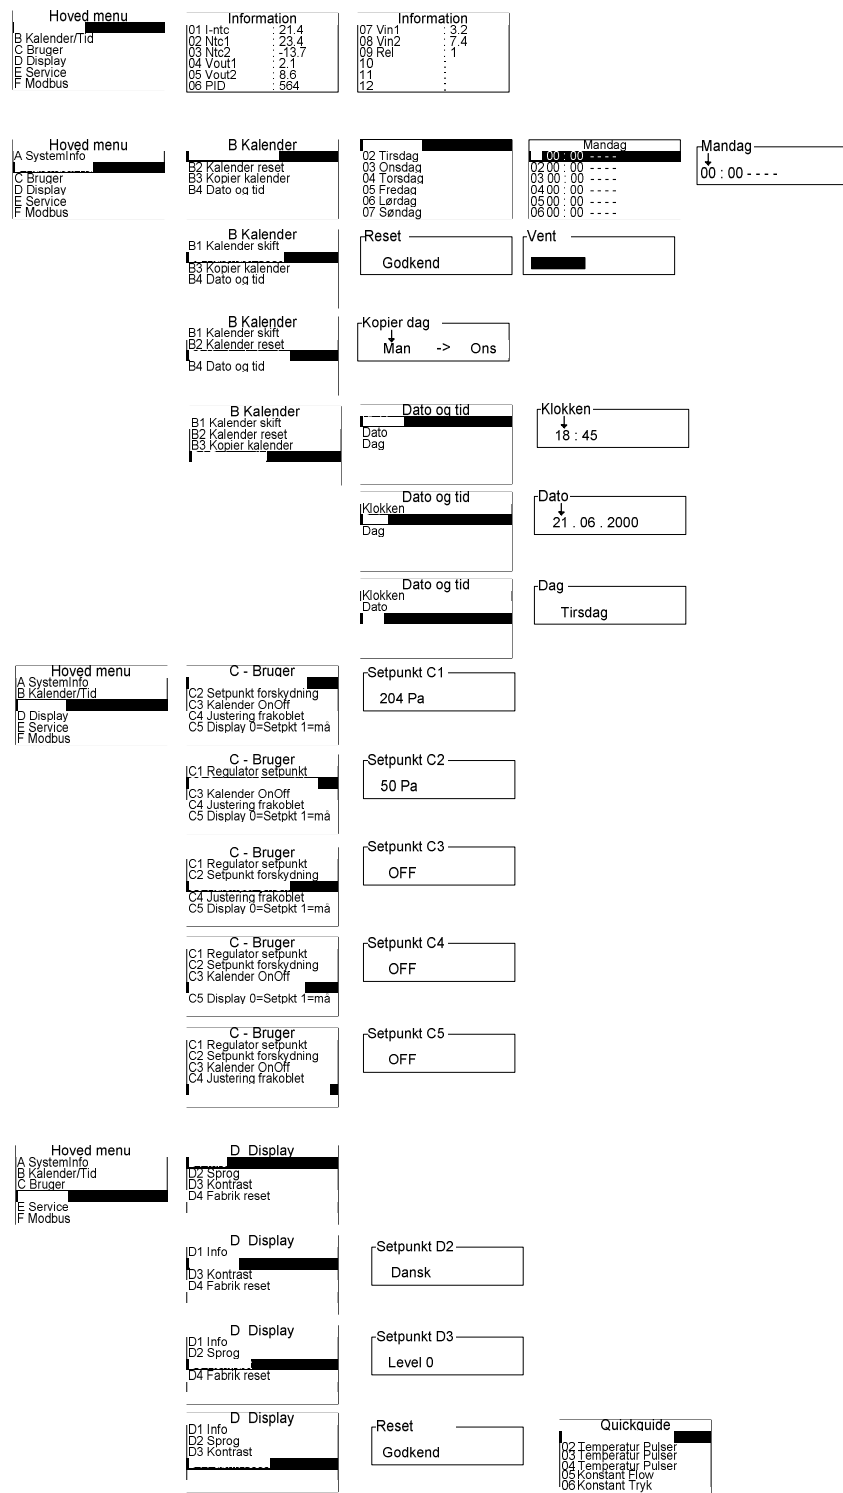 Hoved menu
B Kalender/Tid
C Bruger
D Display
E Service
F Modbus
Information
01 I-ntc : 21.4
02 Ntc1 : 23.4
03 Ntc2 : -13.7
04 Vout1 : 2.1
05 Vout2 : 8.6
06 PID : 564
Information
07 Vin1 : 3.2
08 Vin2 : 7.4
09 Rel : 1
10 :
11 :
12 :
Hoved menu
A SystemInfo
C Bruger
D Display
E Service
F Modbus
B Kalender
B2 Kalender reset
B3 Kopier kalender
B4 Dato og tid
02 Tirsdag
03 Onsdag
04 Torsdag
05 Fredag
06 Lørdag
07 Søndag
Mandag
00 : 00 - - - -
02 00 : 00 - - - -
03 00 : 00 - - - -
04 00 : 00 - - - -
05 00 : 00 - - - -
06 00 : 00 - - - -
Mandag
00 : 00 - - - -
B Kalender
B1 Kalender skift
B3 Kopier kalender
B4 Dato og tid
Reset
Godkend
Vent
B Kalender
B1 Kalender skift
B2 Kalender reset
B4 Dato og tid
Kopier dag
Man -> Ons
B Kalender
B1 Kalender skift
B2 Kalender reset
B3 Kopier kalender
Dato og tid
Dato
Dag
Klokken
18 : 45
Dato og tid
Klokken
Dag
Dato
21 . 06 . 2000
Dato og tid
Klokken
Dato
Dag
Tirsdag
Hoved menu
A SystemInfo
B Kalender/Tid
D Display
E Service
F Modbus
C - Bruger
C2 Setpunkt forskydning
C3 Kalender OnOff
C4 Justering frakoblet
C5 Display 0=Setpkt 1=må
Setpunkt C1
204 Pa
C - Bruger
C1 Regulator setpunkt
C3 Kalender OnOff
C4 Justering frakoblet
C5 Display 0=Setpkt 1=må
Setpunkt C2
50 Pa
C - Bruger
C1 Regulator setpunkt
C2 Setpunkt forskydning
C4 Justering frakoblet
C5 Display 0=Setpkt 1=må
Setpunkt C3
OFF
C - Bruger
C1 Regulator setpunkt
C2 Setpunkt forskydning
C3 Kalender OnOff
C5 Display 0=Setpkt 1=må
Setpunkt C4
OFF
C - Bruger
C1 Regulator setpunkt
C2 Setpunkt forskydning
C3 Kalender OnOff
C4 Justering frakoblet
Setpunkt C5
OFF
Hoved menu
A SystemInfo
B Kalender/Tid
C Bruger
E Service
F Modbus
D Display
D2 Sprog
D3 Kontrast
D4 Fabrik reset
D Display
D1 Info
D3 Kontrast
D4 Fabrik reset
Setpunkt D2
Dansk
D Display
D1 Info
D2 Sprog
D4 Fabrik reset
Setpunkt D3
Level 0
D Display
D1 Info
D2 Sprog
D3 Kontrast
Reset
Godkend
Quickguide
02 Temperatur Pulser
03 Temperatur Pulser
04 Temperatur Pulser
05 Konstant Flow
06 Konstant Tryk